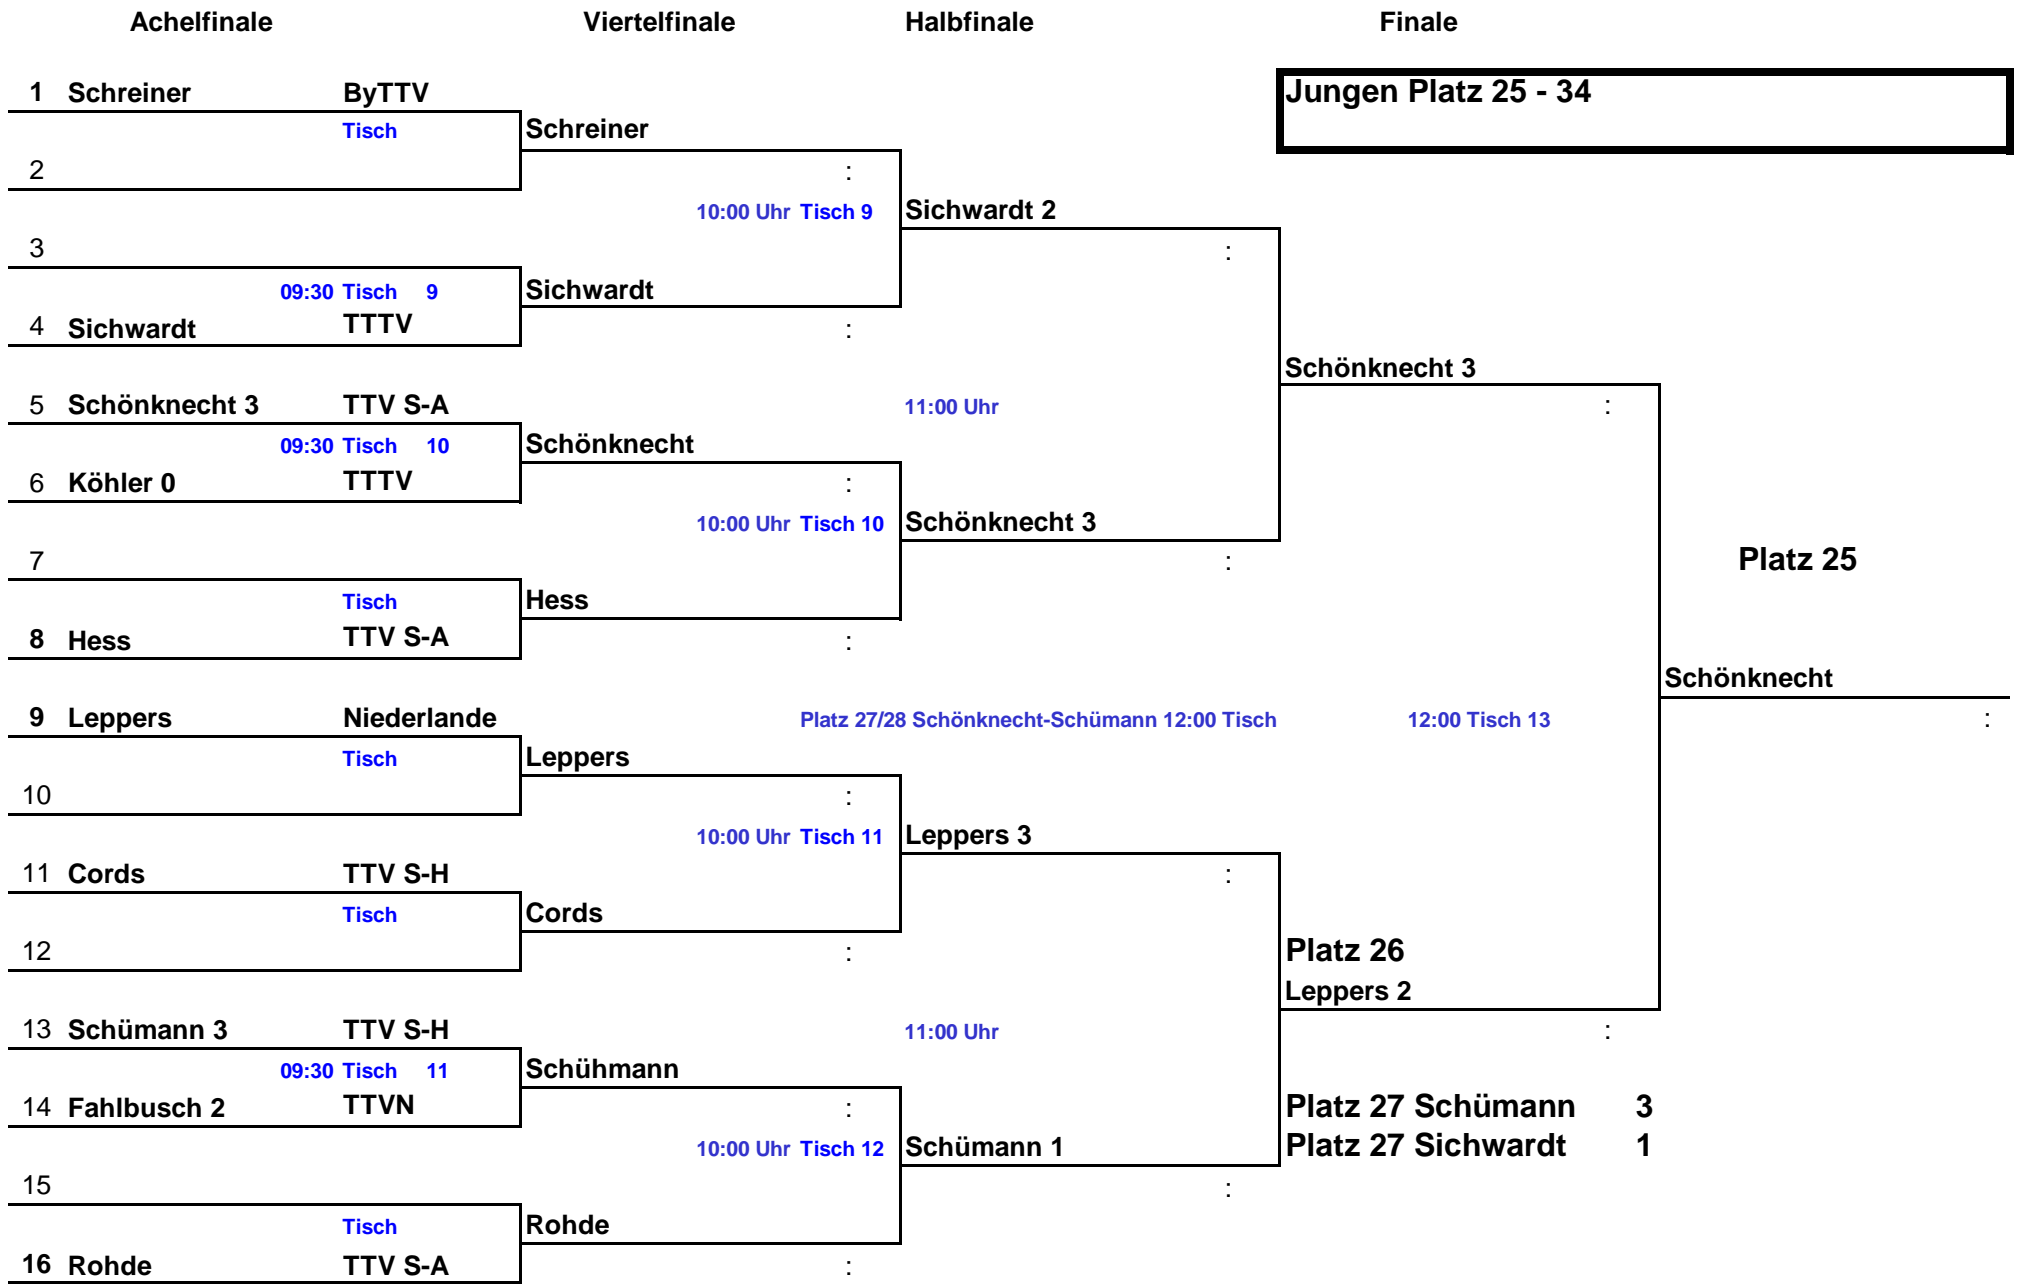 Achelfinale Viertelfinale Halbfinale Finale
1 Schreiner ByTTV
Jungen Platz 25 - 34
Tisch Schreiner
2 :
10:00 Uhr Tisch 9 Sichwardt 2
3 :
09:30 Tisch 9 Sichwardt
4 Sichwardt TTTV :
Schönknecht 3
5 Schönknecht 3 TTV S-A 11:00 Uhr :
09:30 Tisch 10 Schönknecht
6 Köhler 0 TTTV :
10:00 Uhr Tisch 10 Schönknecht 3
7 : Platz 25
Tisch Hess
8 Hess TTV S-A :
Schönknecht
9 Leppers Niederlande Platz 27/28 Schönknecht-Schümann 12:00 Tisch 12:00 Tisch 13 :
Tisch Leppers
10 :
10:00 Uhr Tisch 11 Leppers 3
11 Cords TTV S-H :
Tisch Cords
12 : Platz 26
Leppers 2
13 Schümann 3 TTV S-H 11:00 Uhr :
09:30 Tisch 11 Schühmann
14 Fahlbusch 2 TTVN : Platz 27 Schümann 3
10:00 Uhr Tisch 12 Schümann 1 Platz 27 Sichwardt 1
15 :
Tisch Rohde
16 Rohde TTV S-A :